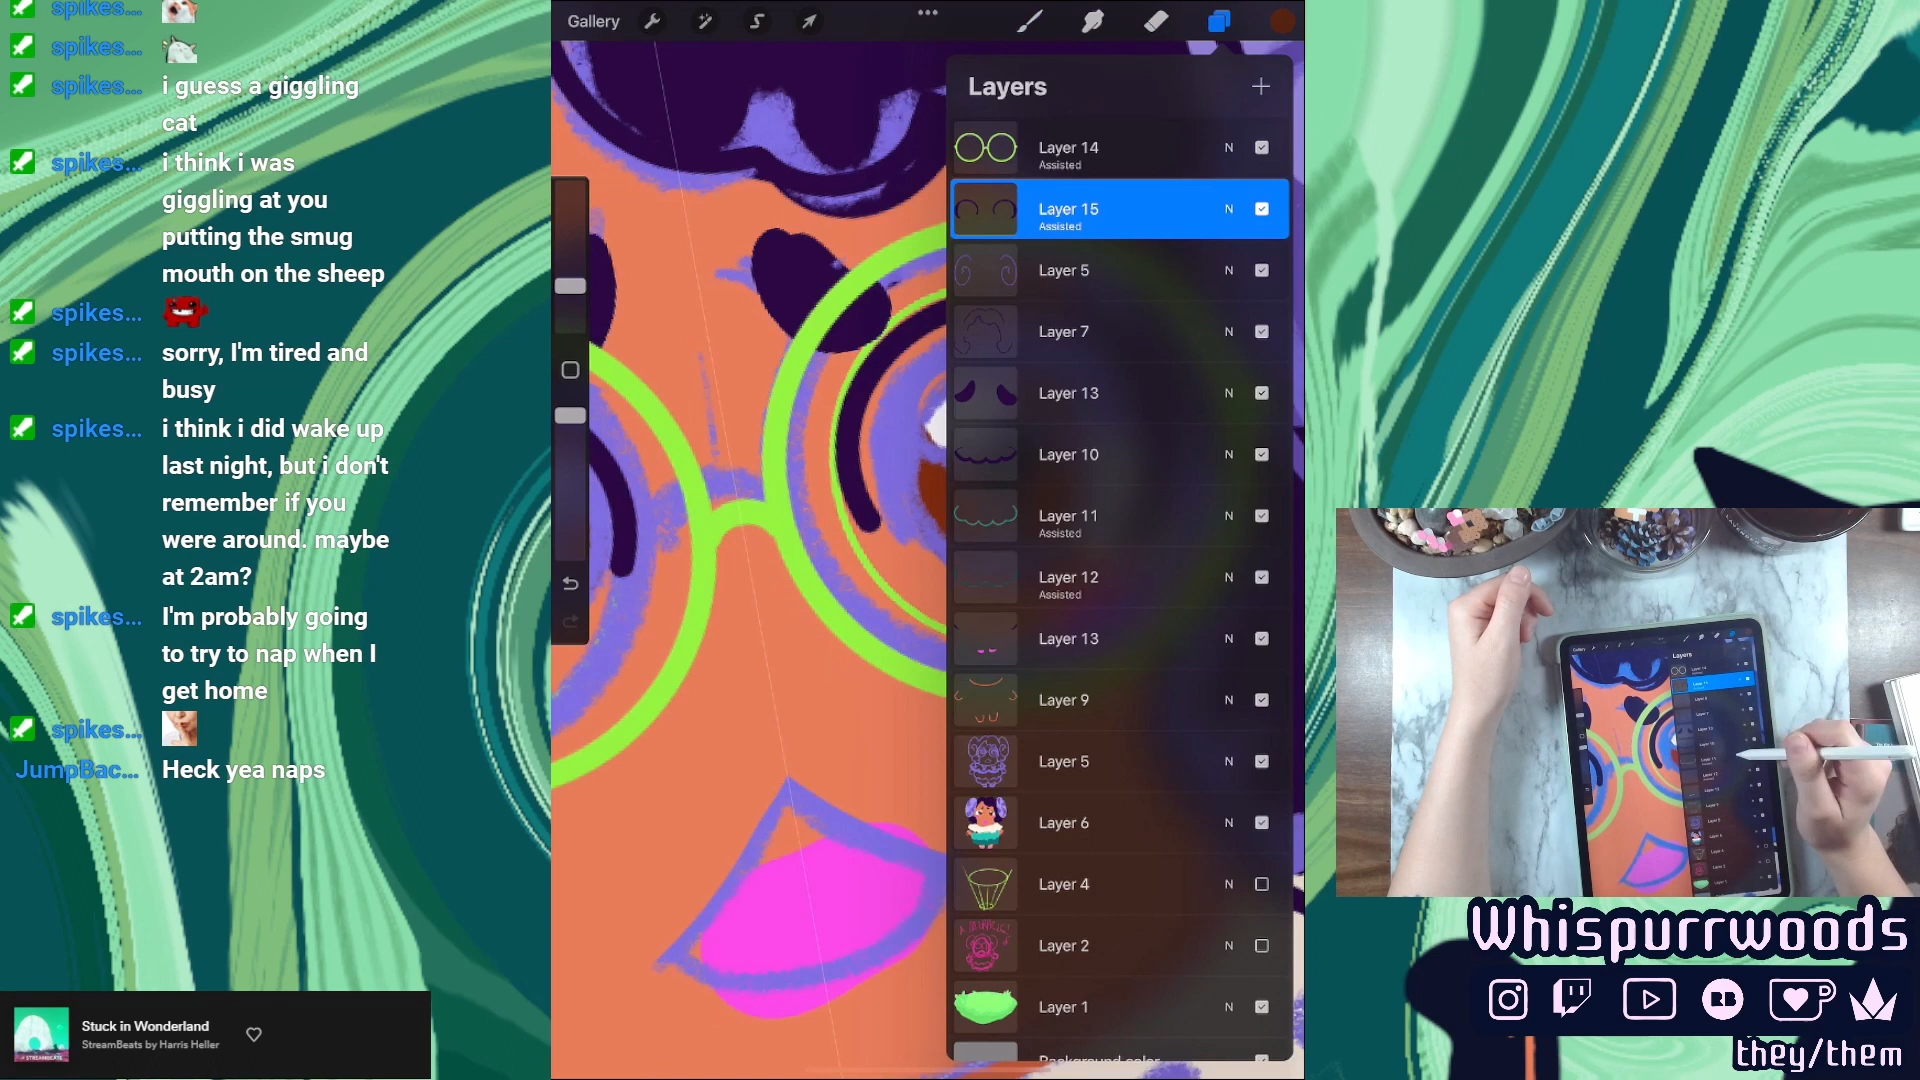 spikes...
spikes...
spikes... i guess a giggling
cat
spikes... i think i was
giggling at you
putting the smug
mouth on the sheep
spikes...
spikes... sorry, I'm tired and
busy
spikes... i think i did wake up
last night, but i don't
remember if you
were around. maybe
at 2am?
spikes... I'm probably going
to try to nap when I
get home
spikes...
JumpBac... Heck yea naps
Stuck in Wonderland
StreamBeats by Harris Heller
Gallery
Layers
Layer 14 N
Assisted
Layer 15 N
Assisted
Layer 5 N
Layer 7 N
Layer 13 N
Layer 10 N
Layer 11 N
Assisted
Layer 12 N
Assisted
Layer 13 N
Layer 9 N
Layer 5 N
Layer 6 N
Layer 4 N
Layer 2 N
Layer 1 N
Background color
Whispurrwoods
they/them